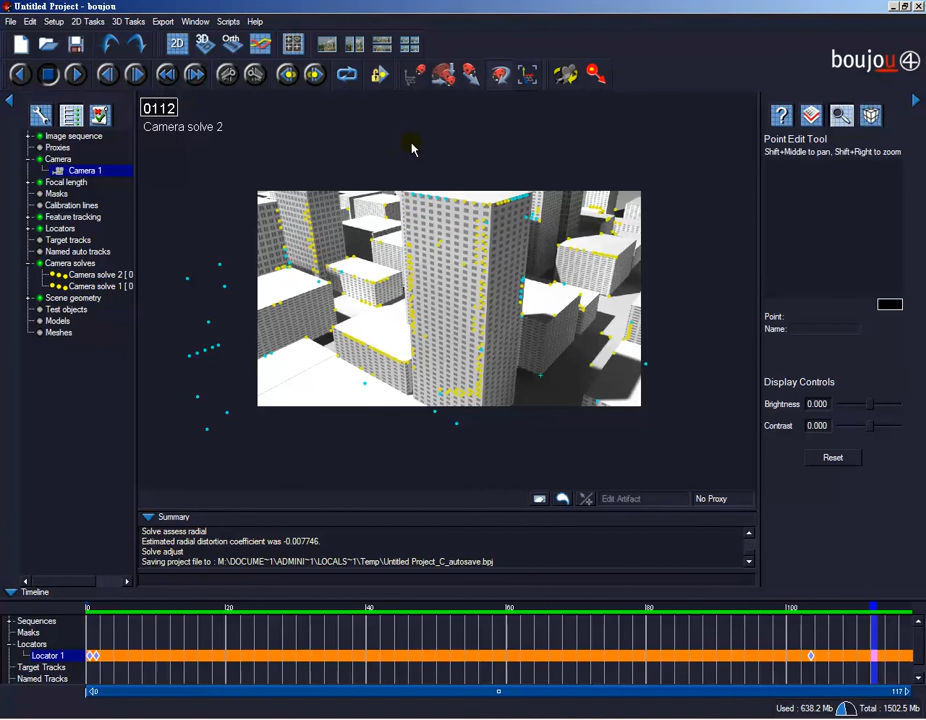 Untitled Project - boujou
File Edit Setup 2D Tasks 3D Tasks Export Window Scripts Help
2D 3D Orth
boujou 4
0112
Camera solve 2
Image sequence
Proxies
Camera
Camera 1
Focal length
Masks
Calibration lines
Feature tracking
Locators
Target tracks
Named auto tracks
Camera solves
Camera solve 2 [ 0
Camera solve 1 [ 0
Scene geometry
Test objects
Models
Meshes
Point Edit Tool
Shift+Middle to pan, Shift+Right to zoom
Point:
Name:
Display Controls
Brightness 0.000
Contrast 0.000
Reset
Edit Artifact No Proxy
Summary
Solve assess radial
Estimated radial distortion coefficient was -0.007746.
Solve adjust
Saving project file to : M:\DOCUME~1\ADMINI~1\LOCALS~1\Temp\Untitled Project_C_autosave.bpj
Timeline
0 20 40 60 80 100
Sequences
Masks
Locators
Locator 1
Target Tracks
Named Tracks
0 117
Used : 638.2 Mb Total : 1502.5 Mb